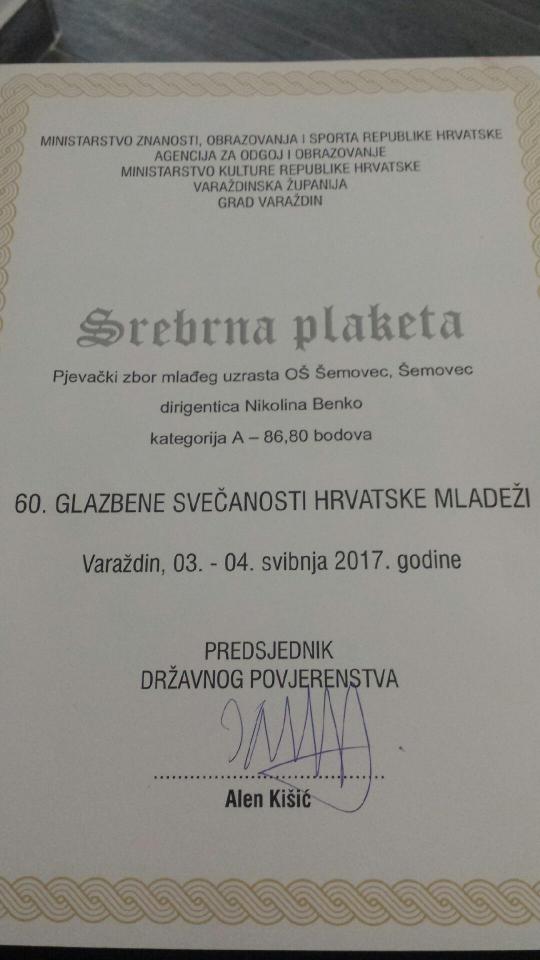 MINISTARSTVO ZNANOSTI, OBRAZOVANJA I SPORTA REPUBLIKE HRVATSKE
AGENCIJA ZA ODGOJ I OBRAZOVANJE
MINISTARSTVO KULTURE REPUBLIKE HRVATSKE
VARAŽDINSKA ŽUPANIJA
GRAD VARAŽDIN
Srebrna plaketa
Pjevački zbor mlađeg uzrasta OŠ Šemovec, Šemovec
dirigentica Nikolina Benko
kategorija A – 86,80 bodova
60. GLAZBENE SVEČANOSTI HRVATSKE MLADEŽI
Varaždin, 03. - 04. svibnja 2017. godine
PREDSJEDNIK
DRŽAVNOG POVJERENSTVA
Alen Kišić